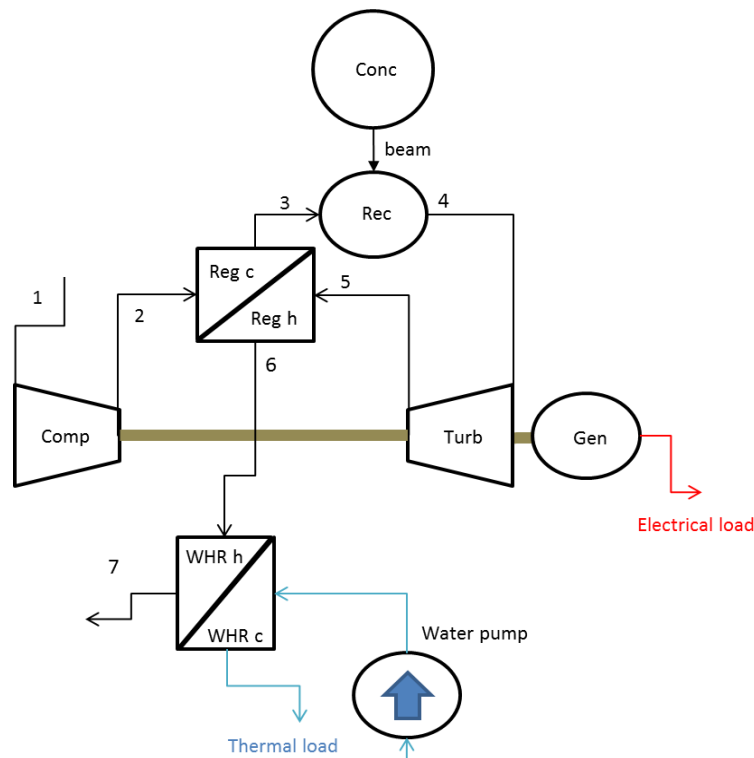 Conc
beam
3
4
Rec
Reg c
5
1
2
Reg h
6
Comp
Turb
Gen
Electrical load
7
WHR h
WHR c
Water pump
Thermal load